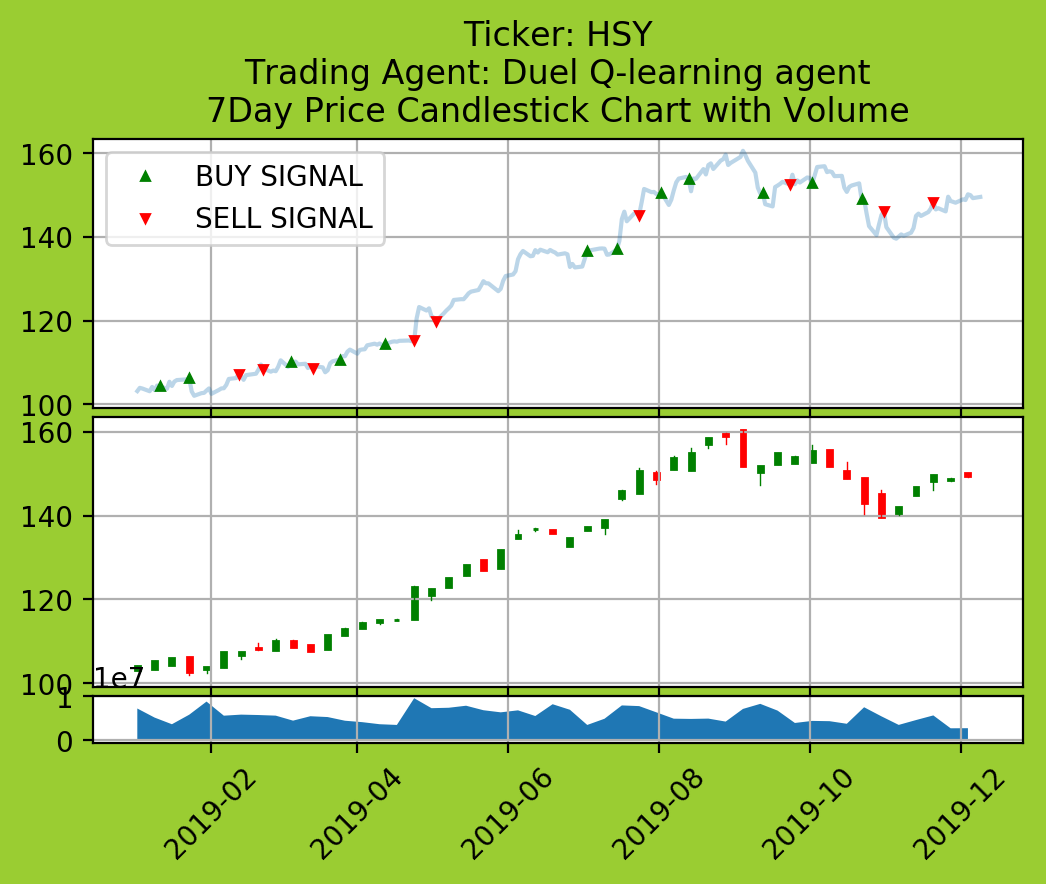 Ticker: HSY
Trading Agent: Duel Q-learning agent
7Day Price Candlestick Chart with Volume
160
140
120
100
BUY SIGNAL
SELL SIGNAL
160
140
120
100
1e7
1
0
2019-02
2019-04
2019-06
2019-08
2019-10
2019-12